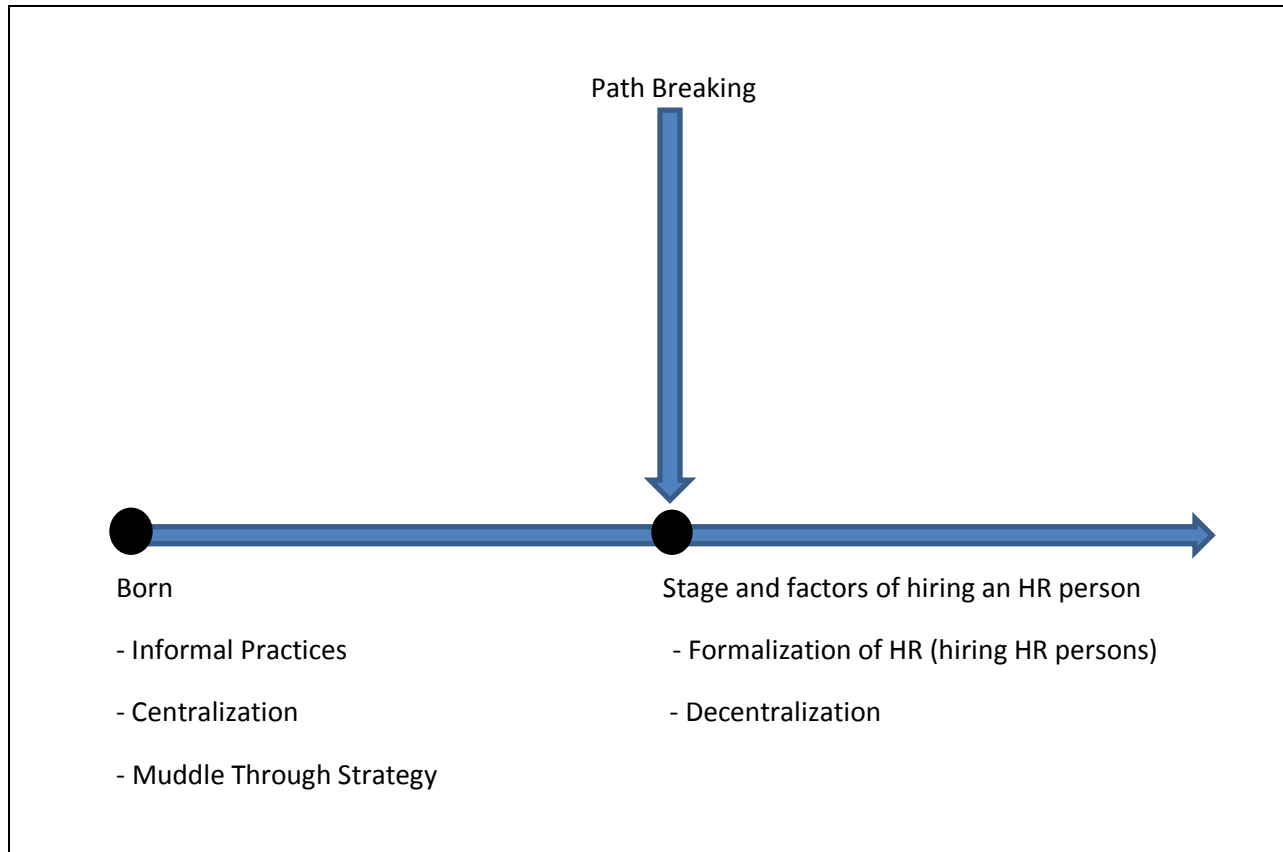 Path Breaking
Born
- Informal Practices
- Centralization
- Muddle Through Strategy
Stage and factors of hiring an HR person
- Formalization of HR (hiring HR persons)
- Decentralization